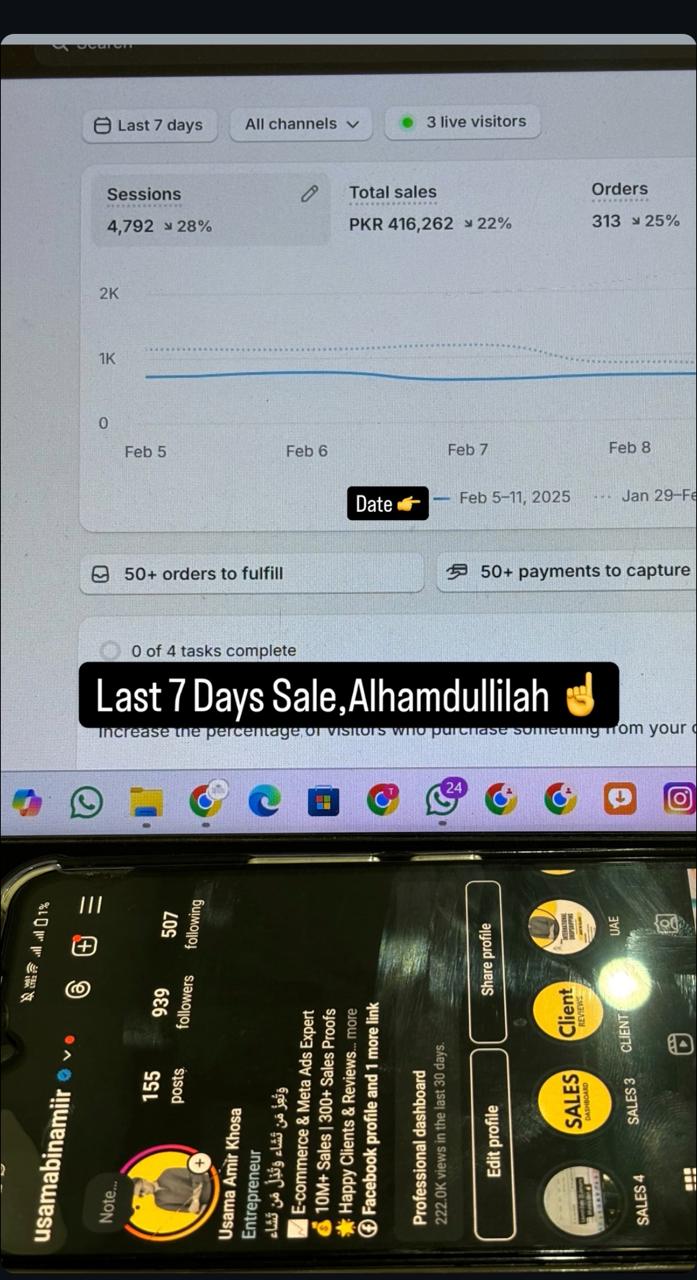 Search
Last 7 days
All channels
3 live visitors
Sessions
4,792 ↘ 28%
Total sales
PKR 416,262 ↘ 22%
Orders
313 ↘ 25%
2K
1K
0
Feb 5
Feb 6
Feb 7
Feb 8
Date 👉
Feb 5–11, 2025
Jan 29–Fe
50+ orders to fulfill
50+ payments to capture
0 of 4 tasks complete
Last 7 Days Sale,Alhamdullilah ☝️
Increase the percentage of visitors who purchase something from your
24
1%
usamabinamiir
Note...
155
posts
939
followers
507
following
Usama Amir Khosa
Entrepreneur
وَتُعِزُّ مَن تَشَاء وَتُذِلُّ مَن تَشَاء
📈 E-commerce & Meta Ads Expert
💰 10M+ Sales | 300+ Sales Proofs
🌟 Happy Clients & Reviews... more
Facebook profile and 1 more link
Professional dashboard
222.0K views in the last 30 days.
Edit profile
Share profile
SALES
DASHBOARD
Client
REVIEWS
SALES 4
SALES 3
CLIENT
UAE